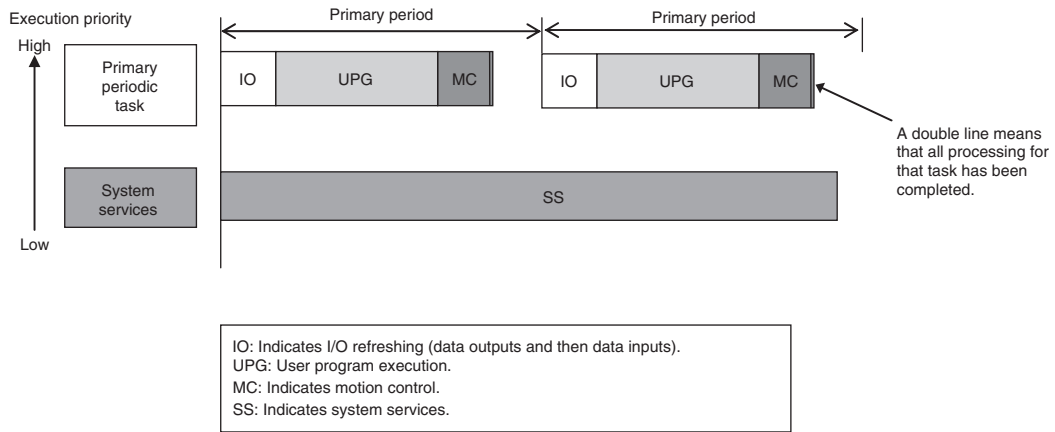 Execution priority
High
Low
Primary period
Primary period
Primary
periodic
task
IO
UPG
MC
IO
UPG
MC
A double line means
that all processing for
that task has been
completed.
System
services
SS
IO: Indicates I/O refreshing (data outputs and then data inputs).
UPG: User program execution.
MC: Indicates motion control.
SS: Indicates system services.